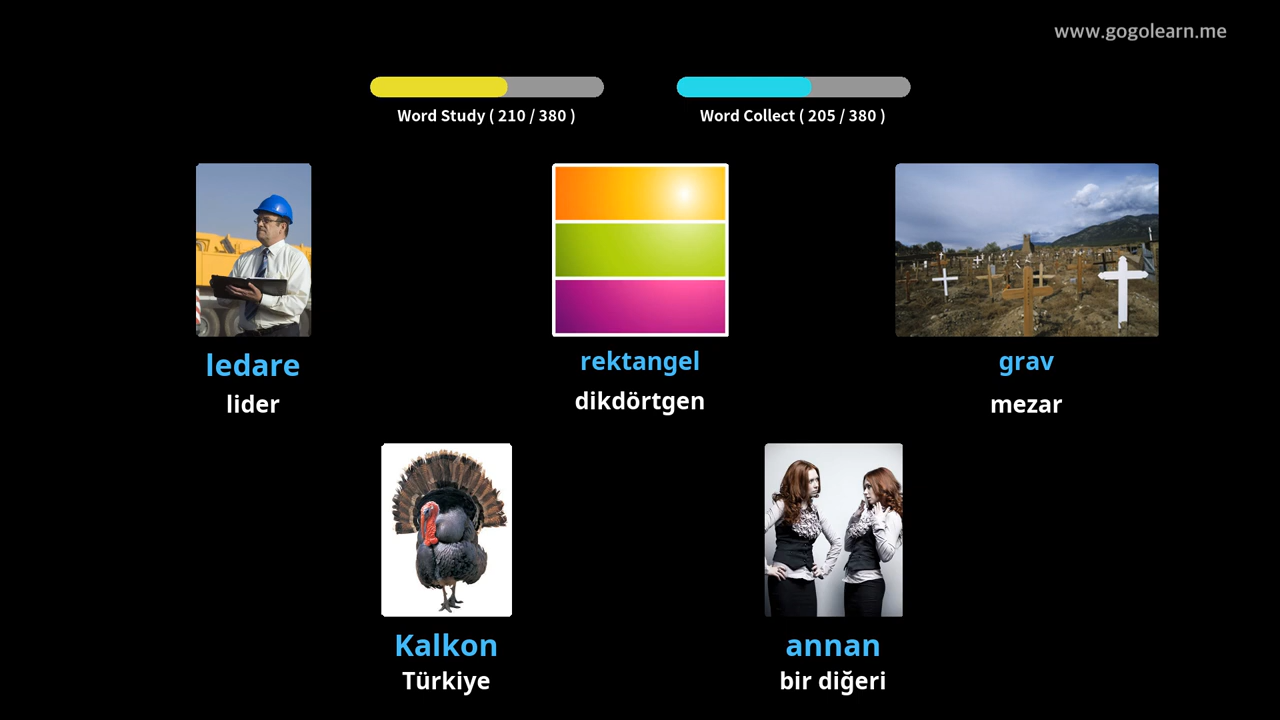 www.gogolearn.me
Word Study ( 210 / 380 )
Word Collect ( 205 / 380 )
ledare
lider
rektangel
dikdörtgen
grav
mezar
Kalkon
Türkiye
annan
bir diğeri